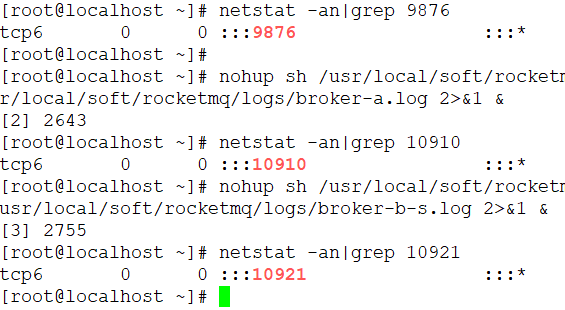 [root@localhost ~]# netstat -an|grep 9876
tcp6       0      0 :::9876                 :::*
[root@localhost ~]#
[root@localhost ~]# nohup sh /usr/local/soft/rocketm
r/local/soft/rocketmq/logs/broker-a.log 2>&1 &
[2] 2643
[root@localhost ~]# netstat -an|grep 10910
tcp6       0      0 :::10910                :::*
[root@localhost ~]# nohup sh /usr/local/soft/rocketm
usr/local/soft/rocketmq/logs/broker-b-s.log 2>&1 &
[3] 2755
[root@localhost ~]# netstat -an|grep 10921
tcp6       0      0 :::10921                :::*
[root@localhost ~]#